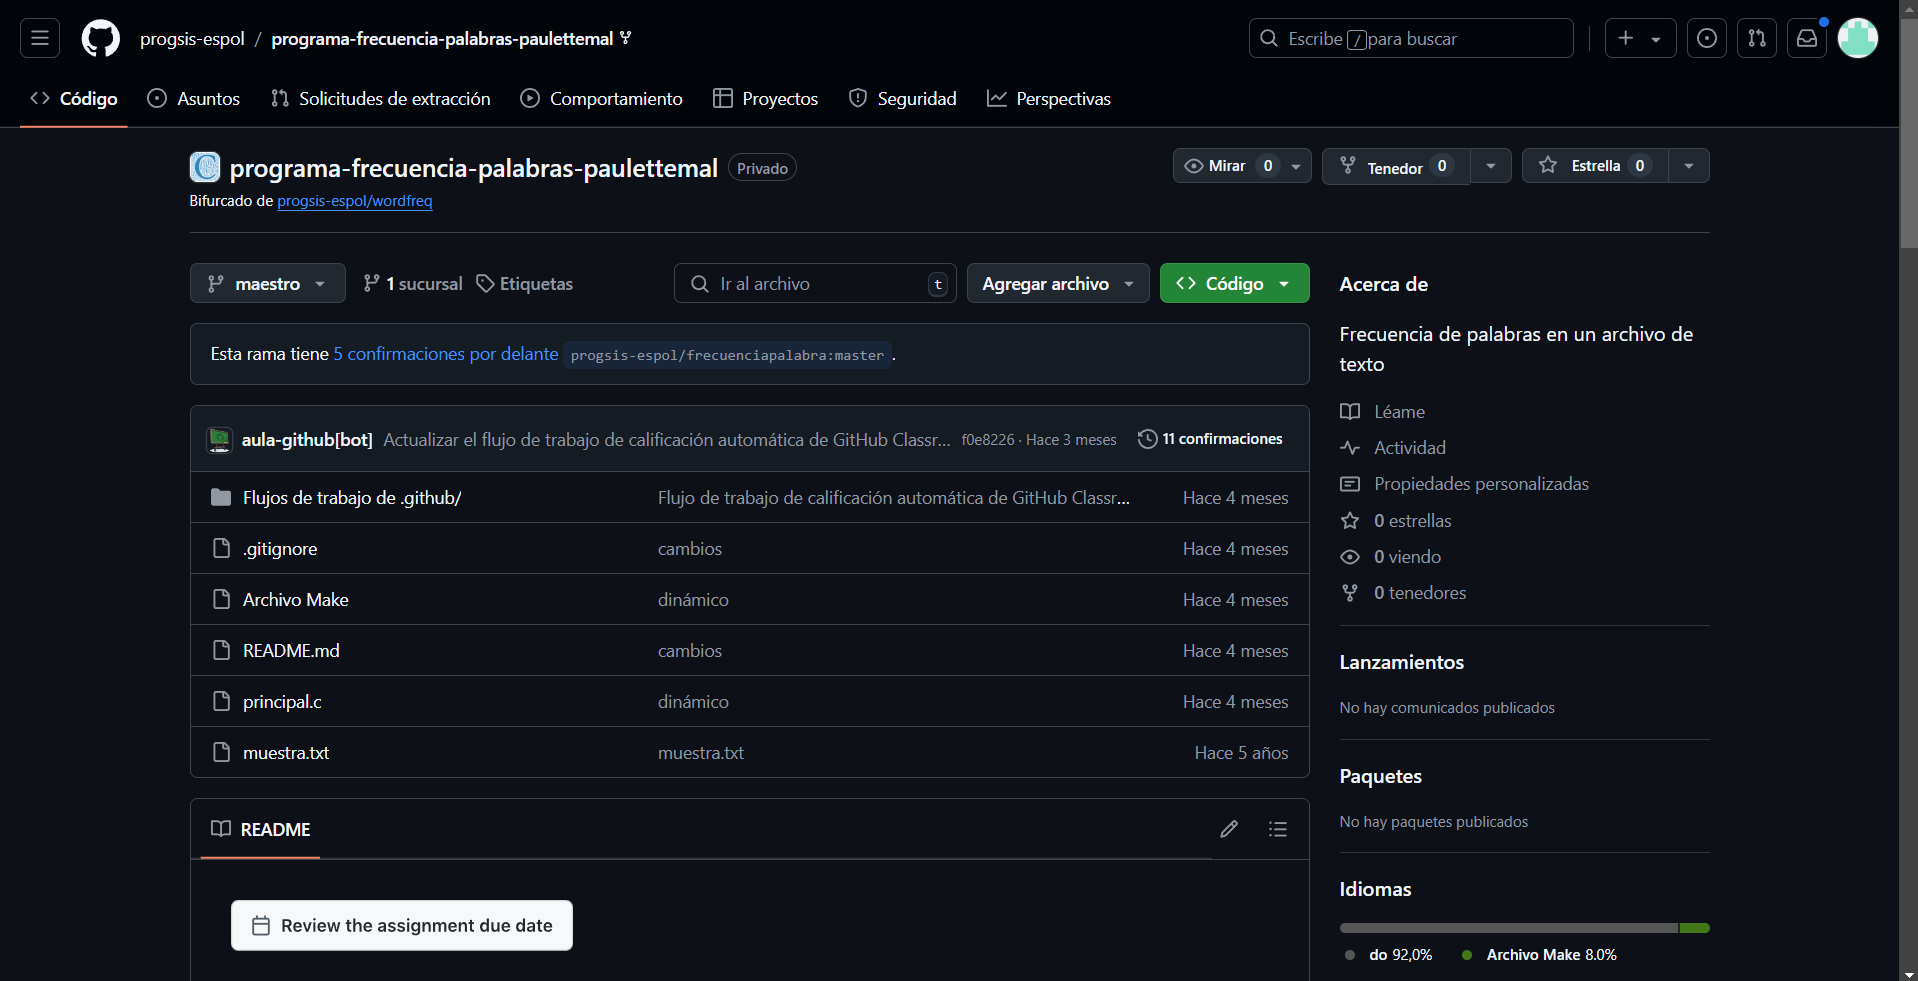 progsis-espol / programa-frecuencia-palabras-paulettemal
Escribe / para buscar
Código
Asuntos
Solicitudes de extracción
Comportamiento
Proyectos
Seguridad
Perspectivas
programa-frecuencia-palabras-paulettemal Privado
Mirar 0
Tenedor 0
Estrella 0
Bifurcado de progsis-espol/wordfreq
maestro
1 sucursal
Etiquetas
Ir al archivo t
Agregar archivo
Código
Esta rama tiene 5 confirmaciones por delante progsis-espol/frecuenciapalabra:master .
aula-github[bot] Actualizar el flujo de trabajo de calificación automática de GitHub Classr... f0e8226 · Hace 3 meses 11 confirmaciones
Flujos de trabajo de .github/ Flujo de trabajo de calificación automática de GitHub Classr... Hace 4 meses
.gitignore cambios Hace 4 meses
Archivo Make dinámico Hace 4 meses
README.md cambios Hace 4 meses
principal.c dinámico Hace 4 meses
muestra.txt muestra.txt Hace 5 años
README
Review the assignment due date
Acerca de
Frecuencia de palabras en un archivo de
texto
Léame
Actividad
Propiedades personalizadas
0 estrellas
0 viendo
0 tenedores
Lanzamientos
No hay comunicados publicados
Paquetes
No hay paquetes publicados
Idiomas
do 92,0% Archivo Make 8.0%